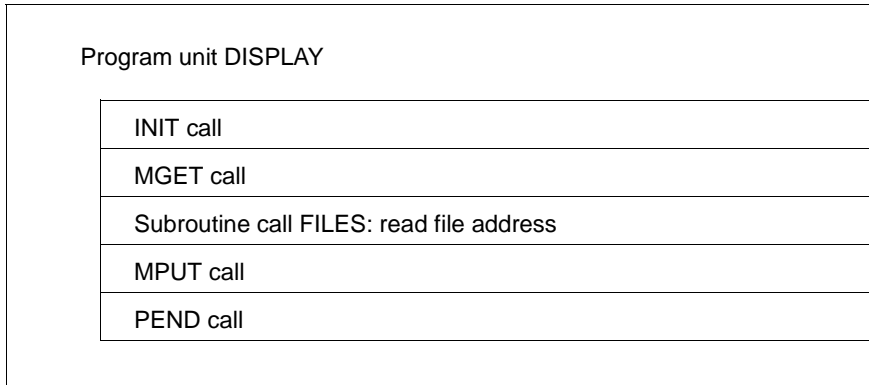 Program unit DISPLAY
INIT call
MGET call
Subroutine call FILES: read file address
MPUT call
PEND call